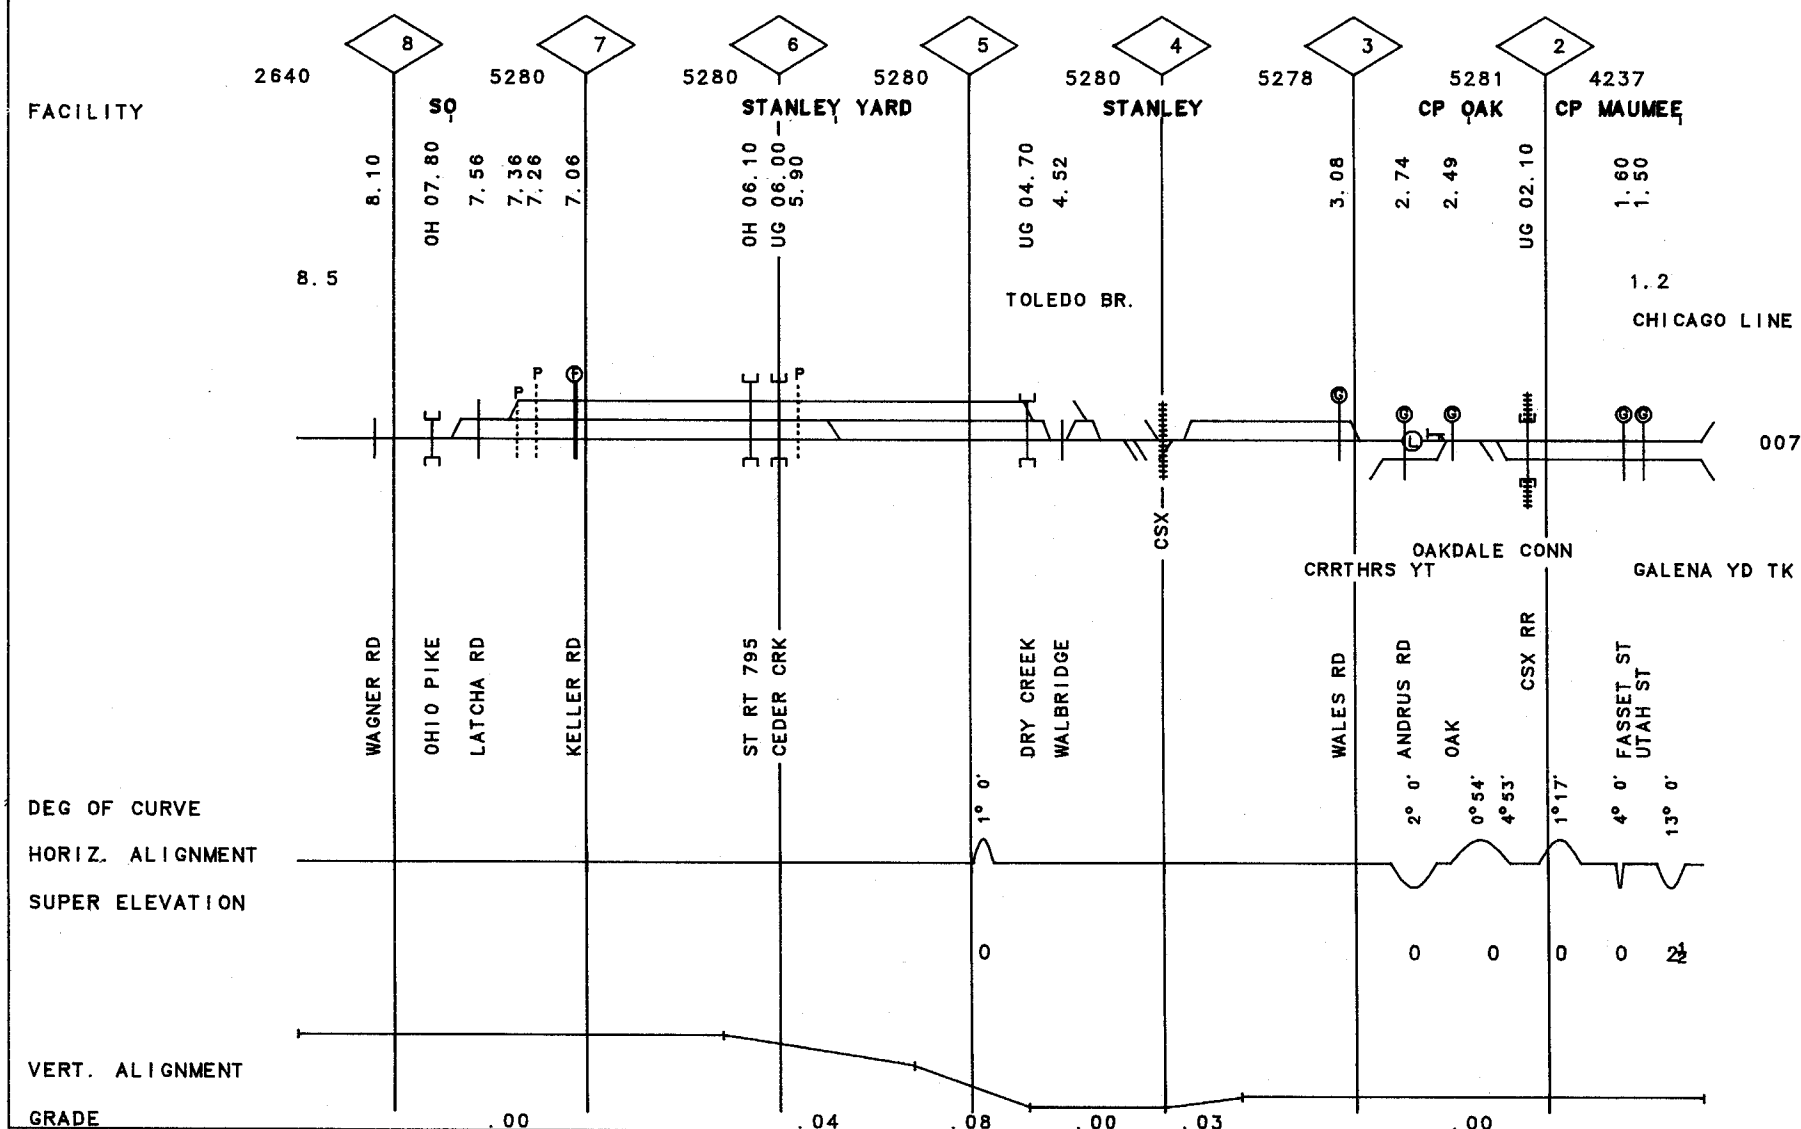 8 7 6 5 4 3 2
2640 5280 5280 5280 5280 5278 5281 4237
FACILITY SQ STANLEY YARD STANLEY CP OAK CP MAUMEE
8.10
OH 07.80
7.56
7.36
7.26
7.06
OH 06.10
UG 06.00
5.90
UG 04.70
4.52
3.08
2.74
2.49
UG 02.10
1.60
1.50
8.5 1.2
TOLEDO BR.
CHICAGO LINE
P P F P G G G G G
L 007
CSX
OAKDALE CONN
CRRTHRS YT GALENA YD TK
WAGNER RD
OHIO PIKE
LATCHA RD
KELLER RD
ST RT 795
CEDER CRK
DRY CREEK
WALBRIDGE
WALES RD
ANDRUS RD
OAK
CSX RR
FASSET ST
UTAH ST
DEG OF CURVE 1° 0' 2° 0' 0°54' 4°53' 1°17' 4° 0' 13° 0'
HORIZ. ALIGNMENT
SUPER ELEVATION
0 0 0 0 0 2½
VERT. ALIGNMENT
GRADE .00 .04 .08 .00 .03 .00